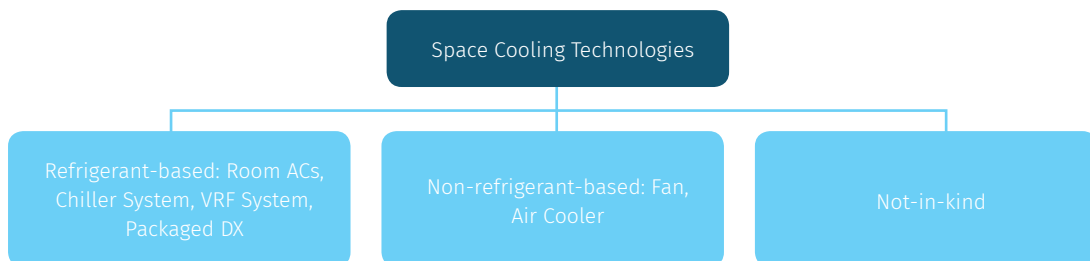 Space Cooling Technologies
Refrigerant-based: Room ACs,
Chiller System, VRF System,
Packaged DX
Non-refrigerant-based: Fan,
Air Cooler
Not-in-kind